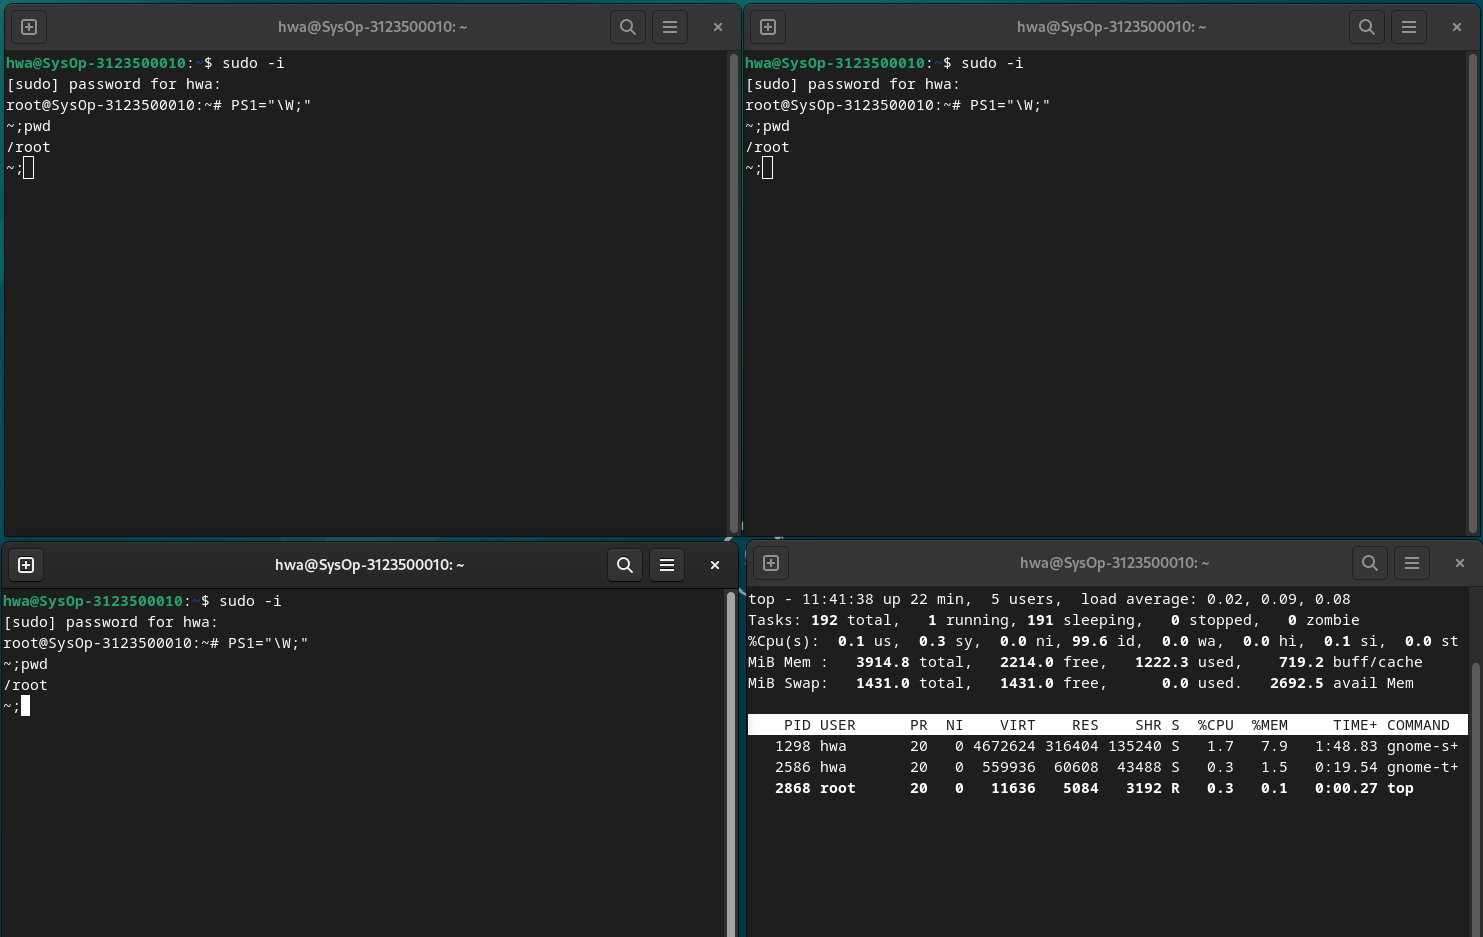 hwa@SysOp-3123500010: ~
hwa@SysOp-3123500010:~$ sudo -i
[sudo] password for hwa:
root@SysOp-3123500010:~# PS1="\W;"
~;pwd
/root
~;
hwa@SysOp-3123500010: ~
hwa@SysOp-3123500010:~$ sudo -i
[sudo] password for hwa:
root@SysOp-3123500010:~# PS1="\W;"
~;pwd
/root
~;
hwa@SysOp-3123500010: ~
hwa@SysOp-3123500010:~$ sudo -i
[sudo] password for hwa:
root@SysOp-3123500010:~# PS1="\W;"
~;pwd
/root
~;
hwa@SysOp-3123500010: ~
top - 11:41:38 up 22 min,  5 users,  load average: 0.02, 0.09, 0.08
Tasks: 192 total,   1 running, 191 sleeping,   0 stopped,   0 zombie
%Cpu(s):  0.1 us,  0.3 sy,  0.0 ni, 99.6 id,  0.0 wa,  0.0 hi,  0.1 si,  0.0 st
MiB Mem :   3914.8 total,   2214.0 free,   1222.3 used,    719.2 buff/cache
MiB Swap:   1431.0 total,   1431.0 free,      0.0 used.   2692.5 avail Mem
PID USER      PR  NI    VIRT    RES    SHR S  %CPU  %MEM     TIME+ COMMAND
1298 hwa       20   0 4672624 316404 135240 S   1.7   7.9   1:48.83 gnome-s+
2586 hwa       20   0  559936  60608  43488 S   0.3   1.5   0:19.54 gnome-t+
2868 root      20   0   11636   5084   3192 R   0.3   0.1   0:00.27 top